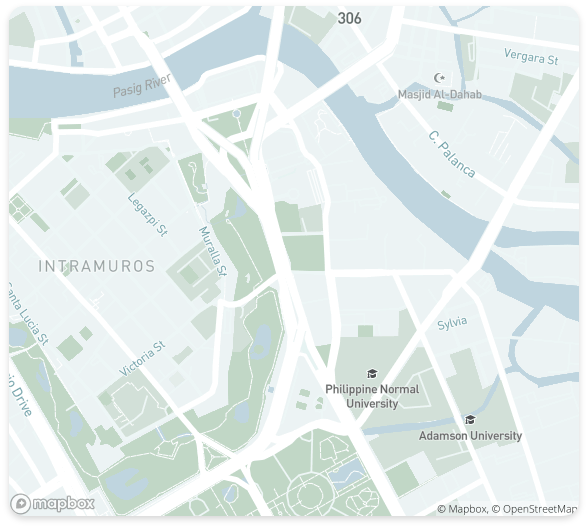 306
Vergara St
Pasig River
Masjid Al-Dahab
C. Palanca
Legazpi St
Muralla St
INTRAMUROS
Santa Lucia St
Sylvia
Victoria St
Drive
Philippine Normal
University
Adamson University
mapbox
© Mapbox, © OpenStreetMap